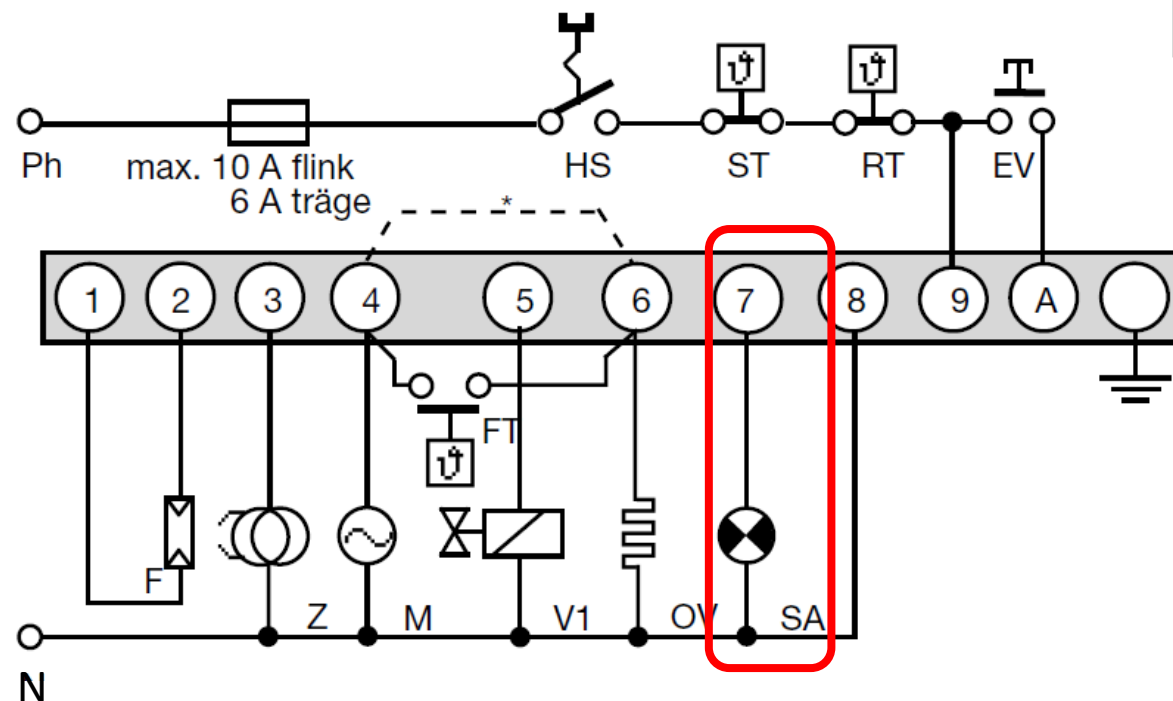 ϑ ϑ
Ph HS ST RT EV
max. 10 A flink
6 A träge
*
1 2 3 4 5 6 7 8 9 A
FT
ϑ
F
Z M V1 OV SA
N